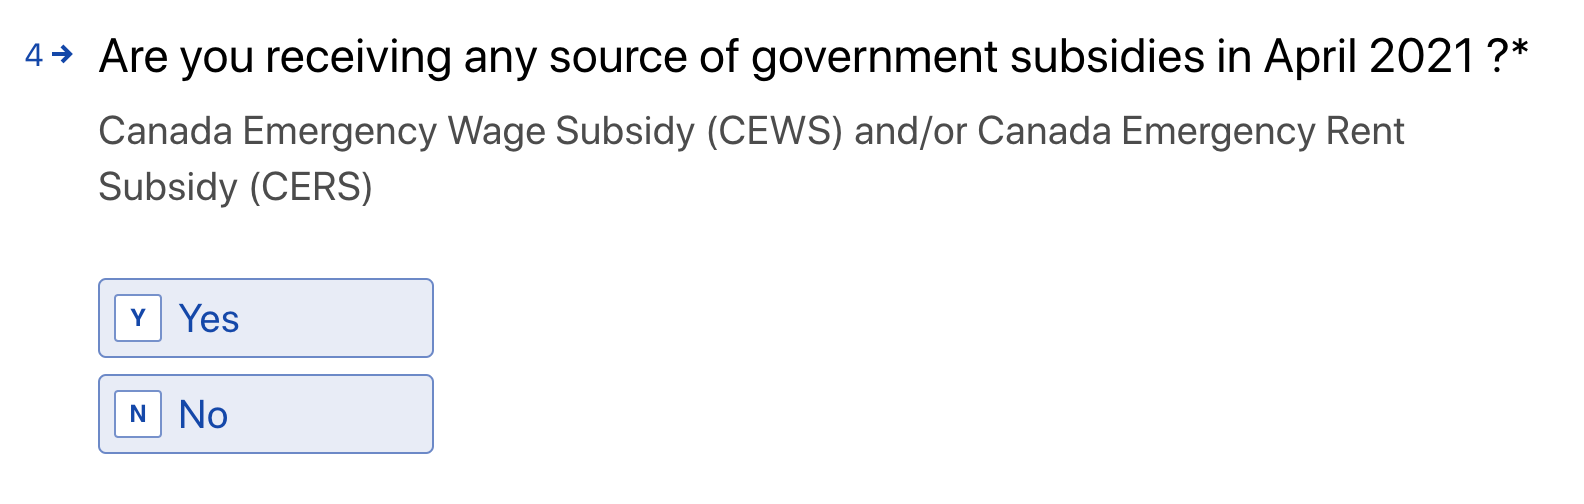 4→ Are you receiving any source of government subsidies in April 2021 ?*
Canada Emergency Wage Subsidy (CEWS) and/or Canada Emergency Rent
Subsidy (CERS)
Y Yes
N No